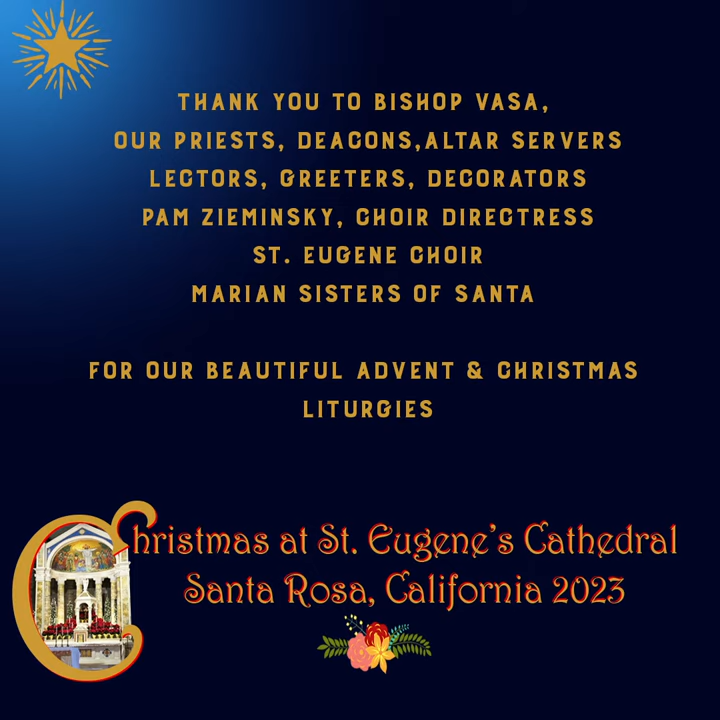 THANK YOU TO BISHOP VASA,
OUR PRIESTS, DEACONS,ALTAR SERVERS
LECTORS, GREETERS, DECORATORS
PAM ZIEMINSKY, CHOIR DIRECTRESS
ST. EUGENE CHOIR
MARIAN SISTERS OF SANTA
FOR OUR BEAUTIFUL ADVENT & CHRISTMAS
LITURGIES
Christmas at St. Eugene's Cathedral
Santa Rosa, California 2023